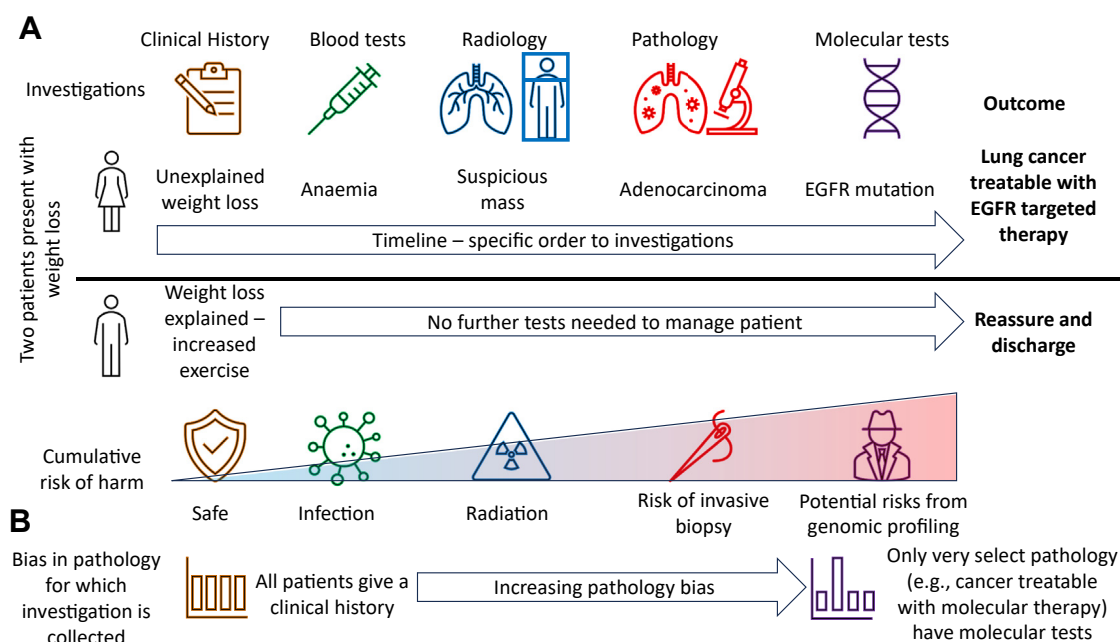 A
Clinical History
Blood tests
Radiology
Pathology
Molecular tests
Investigations
Outcome
Two patients present with
weight loss
Unexplained
weight loss
Anaemia
Suspicious
mass
Adenocarcinoma
EGFR mutation
Lung cancer
treatable with
EGFR targeted
therapy
Timeline – specific order to investigations
Weight loss
explained –
increased
exercise
No further tests needed to manage patient
Reassure and
discharge
Cumulative
risk of harm
Safe
Infection
Radiation
Risk of invasive
biopsy
Potential risks from
genomic profiling
B
Bias in pathology
for which
investigation is
collected
All patients give a
clinical history
Increasing pathology bias
Only very select pathology
(e.g., cancer treatable
with molecular therapy)
have molecular tests